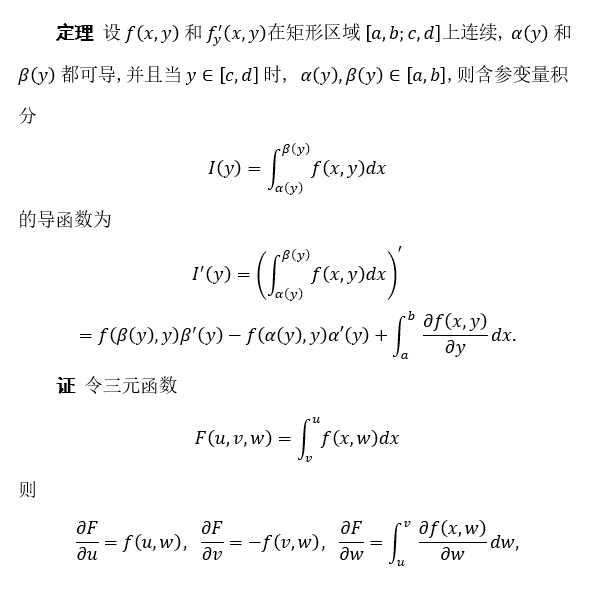 定理 设 f(x, y) 和 f_y′(x, y)在矩形区域 [a, b; c, d]上连续, α(y) 和
β(y) 都可导, 并且当 y ∈ [c, d] 时, α(y), β(y) ∈ [a, b], 则含参变量积
分
I(y) = ∫_{α(y)}^{β(y)} f(x, y)dx
的导函数为
I′(y) = (∫_{α(y)}^{β(y)} f(x, y)dx)′
= f(β(y), y)β′(y) − f(α(y), y)α′(y) + ∫_a^b ∂f(x, y)/∂y dx.
证 令三元函数
F(u, v, w) = ∫_v^u f(x, w)dx
则
∂F/∂u = f(u, w), ∂F/∂v = −f(v, w), ∂F/∂w = ∫_u^v ∂f(x, w)/∂w dw,